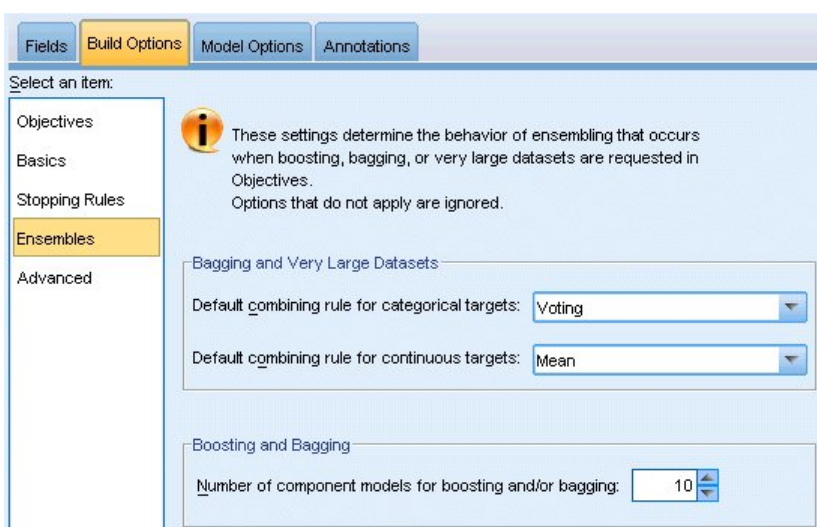 Fields
Build Options
Model Options
Annotations
Select an item:
Objectives
Basics
Stopping Rules
Ensembles
Advanced
These settings determine the behavior of ensembling that occurs
when boosting, bagging, or very large datasets are requested in
Objectives.
Options that do not apply are ignored.
Bagging and Very Large Datasets
Default combining rule for categorical targets: Voting
Default combining rule for continuous targets: Mean
Boosting and Bagging
Number of component models for boosting and/or bagging: 10